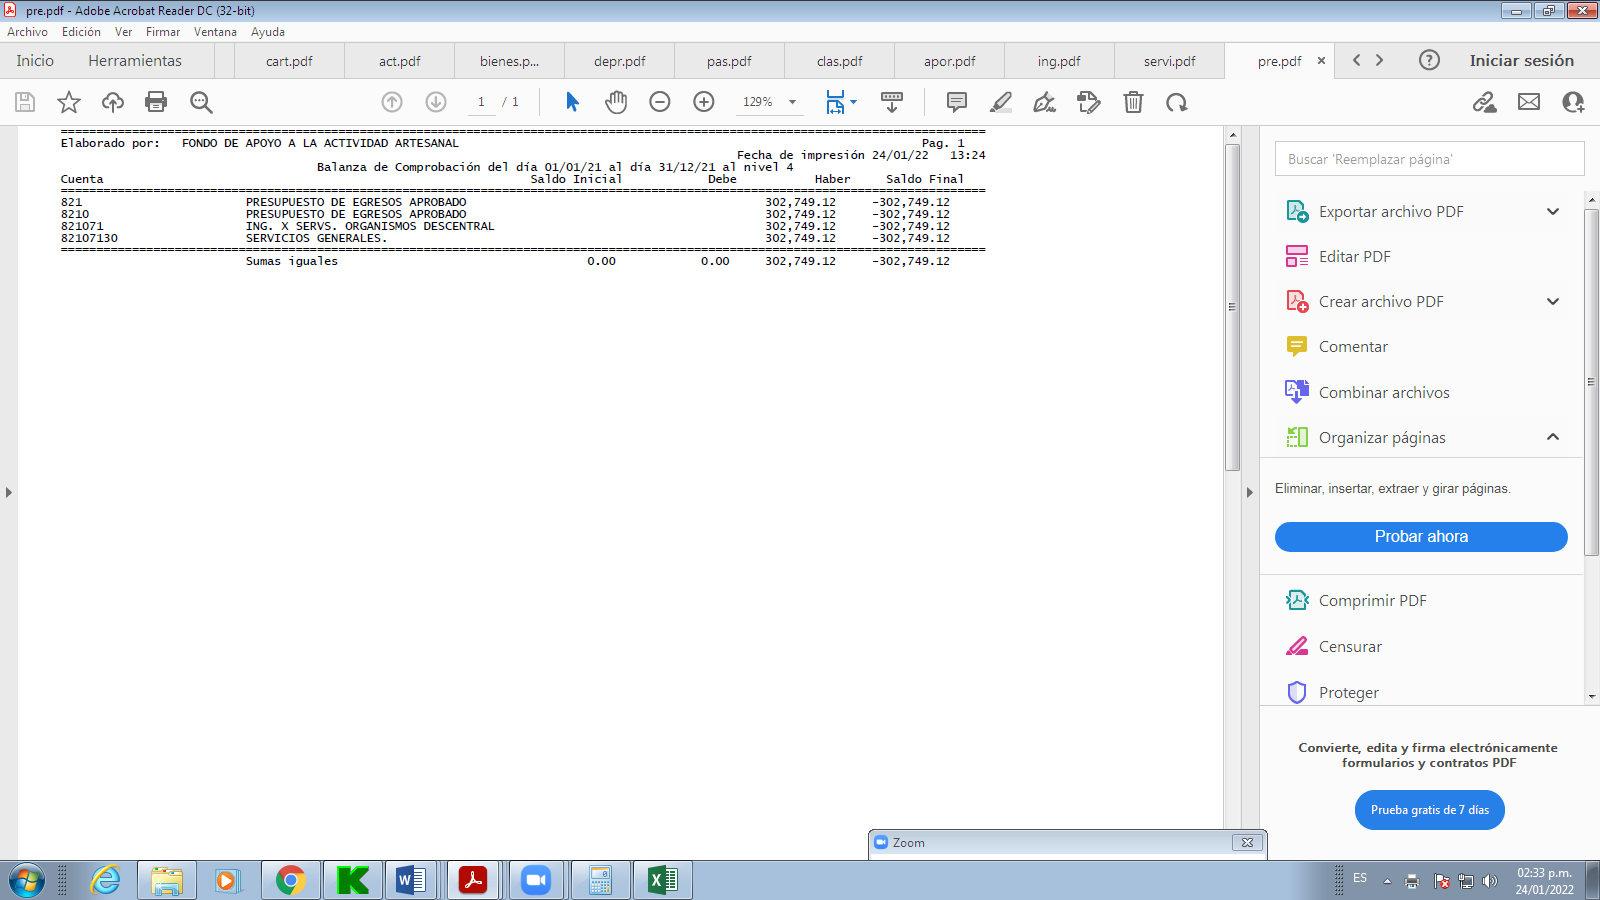 pre.pdf - Adobe Acrobat Reader DC (32-bit)
Archivo Edición Ver Firmar Ventana Ayuda
Inicio Herramientas cart.pdf act.pdf bienes.p... depr.pdf pas.pdf clas.pdf apor.pdf ing.pdf servi.pdf pre.pdf Iniciar sesión
1 / 1 129%
Elaborado por: FONDO DE APOYO A LA ACTIVIDAD ARTESANAL Pag. 1
Fecha de impresión 24/01/22 13:24
Balanza de Comprobación del día 01/01/21 al día 31/12/21 al nivel 4
Cuenta Saldo Inicial Debe Haber Saldo Final
821 PRESUPUESTO DE EGRESOS APROBADO 302,749.12 -302,749.12
8210 PRESUPUESTO DE EGRESOS APROBADO 302,749.12 -302,749.12
821071 ING. X SERVS. ORGANISMOS DESCENTRAL 302,749.12 -302,749.12
82107130 SERVICIOS GENERALES. 302,749.12 -302,749.12
Sumas iguales 0.00 0.00 302,749.12 -302,749.12
Buscar 'Reemplazar página'
Exportar archivo PDF
Editar PDF
Crear archivo PDF
Comentar
Combinar archivos
Organizar páginas
Eliminar, insertar, extraer y girar páginas.
Probar ahora
Comprimir PDF
Censurar
Proteger
Convierte, edita y firma electrónicamente
formularios y contratos PDF
Prueba gratis de 7 días
Zoom
ES
02:33 p.m.
24/01/2022